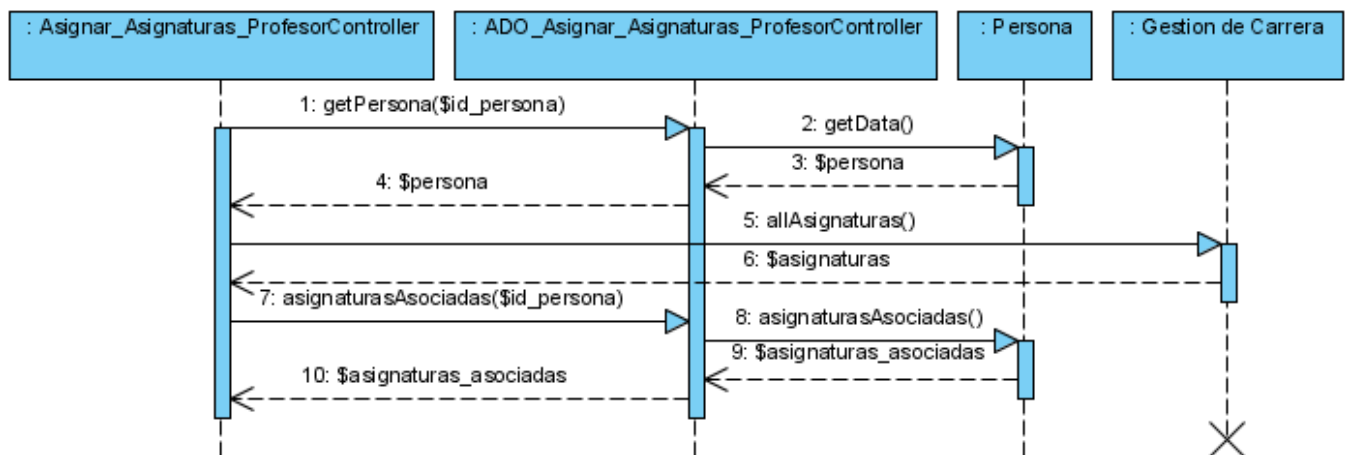 : Asignar_Asignaturas_ProfesorController
: ADO_Asignar_Asignaturas_ProfesorController
: Persona
: Gestion de Carrera
1: getPersona($id_persona)
2: getData()
3: $persona
4: $persona
5: allAsignaturas()
6: $asignaturas
7: asignaturasAsociadas($id_persona)
8: asignaturasAsociadas()
9: $asignaturas_asociadas
10: $asignaturas_asociadas